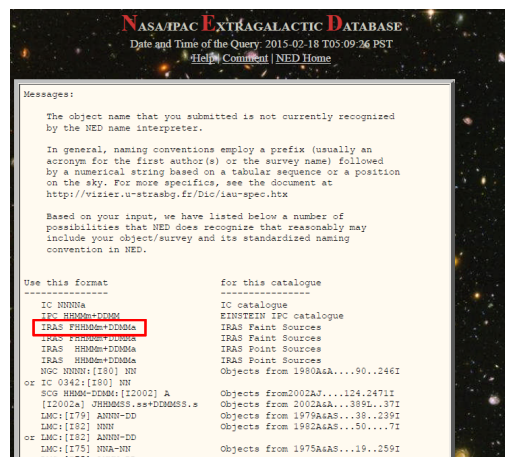 NASA/IPAC EXTRAGALACTIC DATABASE
Date and Time of the Query: 2015-02-18 T05:09:26 PST
Help | Comment | NED Home
Messages:
The object name that you submitted is not currently recognized
by the NED name interpreter.
In general, naming conventions employ a prefix (usually an
acronym for the first author(s) or the survey name) followed
by a numerical string based on a tabular sequence or a position
on the sky. For more specifics, see the document at
http://vizier.u-strasbg.fr/Dic/iau-spec.htx
Based on your input, we have listed below a number of
possibilities that NED does recognize that reasonably may
include your object/survey and its standardized naming
convention in NED.
Use this format for this catalogue
--------------- ----------------
IC NNNNa IC catalogue
IPC HHMMm+DDMM EINSTEIN IPC catalogue
IRAS FHHMMm+DDMMa IRAS Faint Sources
IRAS FHHMMm+DDMMa IRAS Faint Sources
IRAS HHMMm+DDMMa IRAS Point Sources
IRAS HHMMm+DDMMa IRAS Point Sources
NGC NNNN:[I80] NN Objects from 1980A&A....90..246I
or IC 0342:[I80] NN
SCG HHMM-DDMM:[I2002] A Objects from2002AJ....124.2471I
[I2002a] JHHMMSS.ss+DDMMSS.s Objects from 2002A&A...389L..37I
LMC:[I79] ANNN-DD Objects from 1979A&AS..38..239I
LMC:[I82] NNN Objects from 1982A&AS..50....7I
or LMC:[I82] ANNN-DD
LMC:[I75] NNA-NN Objects from 1975A&AS...19..259I